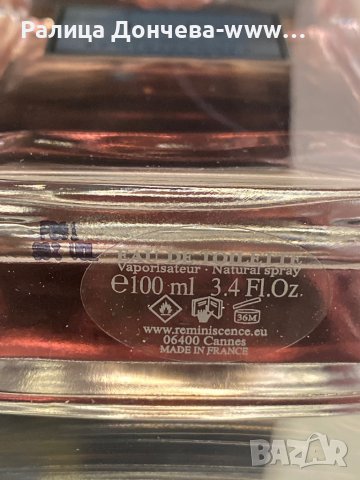 Ралица Дончева-www...
EAU DE TOILETTE
Vaporisateur · Natural spray
℮100 ml 3.4 Fl.Oz.
36M
www.reminiscence.eu
06400 Cannes
MADE IN FRANCE
BAZAR